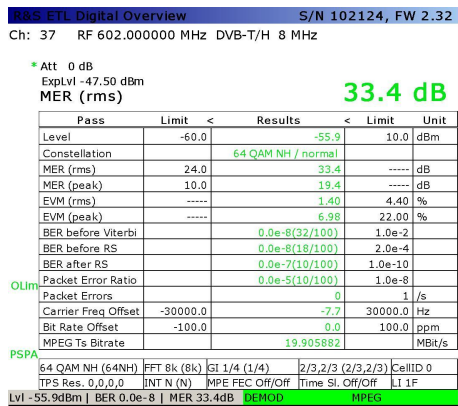 R&S ETL Digital Overview S/N 102124, FW 2.32
Ch: 37 RF 602.000000 MHz DVB-T/H 8 MHz
* Att 0 dB
ExpLvl -47.50 dBm
MER (rms) 33.4 dB
Pass Limit < Results < Limit Unit
Level -60.0 -55.9 10.0 dBm
Constellation 64 QAM NH / normal
MER (rms) 24.0 33.4 ----- dB
MER (peak) 10.0 19.4 ----- dB
EVM (rms) ----- 1.40 4.40 %
EVM (peak) ----- 6.98 22.00 %
BER before Viterbi 0.0e-8(32/100) 1.0e-2
BER before RS 0.0e-8(18/100) 2.0e-4
BER after RS 0.0e-7(10/100) 1.0e-10
Packet Error Ratio 0.0e-5(10/100) 1.0e-8
OLim
Packet Errors 0 1 /s
Carrier Freq Offset -30000.0 -7.7 30000.0 Hz
Bit Rate Offset -100.0 0.0 100.0 ppm
MPEG Ts Bitrate 19.905882 MBit/s
PSPA
64 QAM NH (64NH) FFT 8k (8k) GI 1/4 (1/4) 2/3,2/3 (2/3,2/3) CellID 0
TPS Res. 0,0,0,0 INT N (N) MPE FEC Off/Off Time Sl. Off/Off LI 1F
Lvl -55.9dBm | BER 0.0e-8 | MER 33.4dB DEMOD MPEG